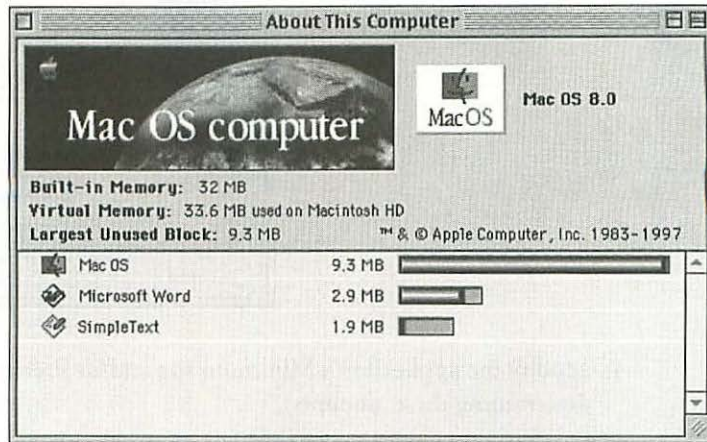 About This Computer
Mac OS computer
MacOS
Mac OS 8.0
Built-in Memory: 32 MB
Virtual Memory: 33.6 MB used on Macintosh HD
Largest Unused Block: 9.3 MB ™ & © Apple Computer, Inc. 1983-1997
Mac OS 9.3 MB
Microsoft Word 2.9 MB
SimpleText 1.9 MB